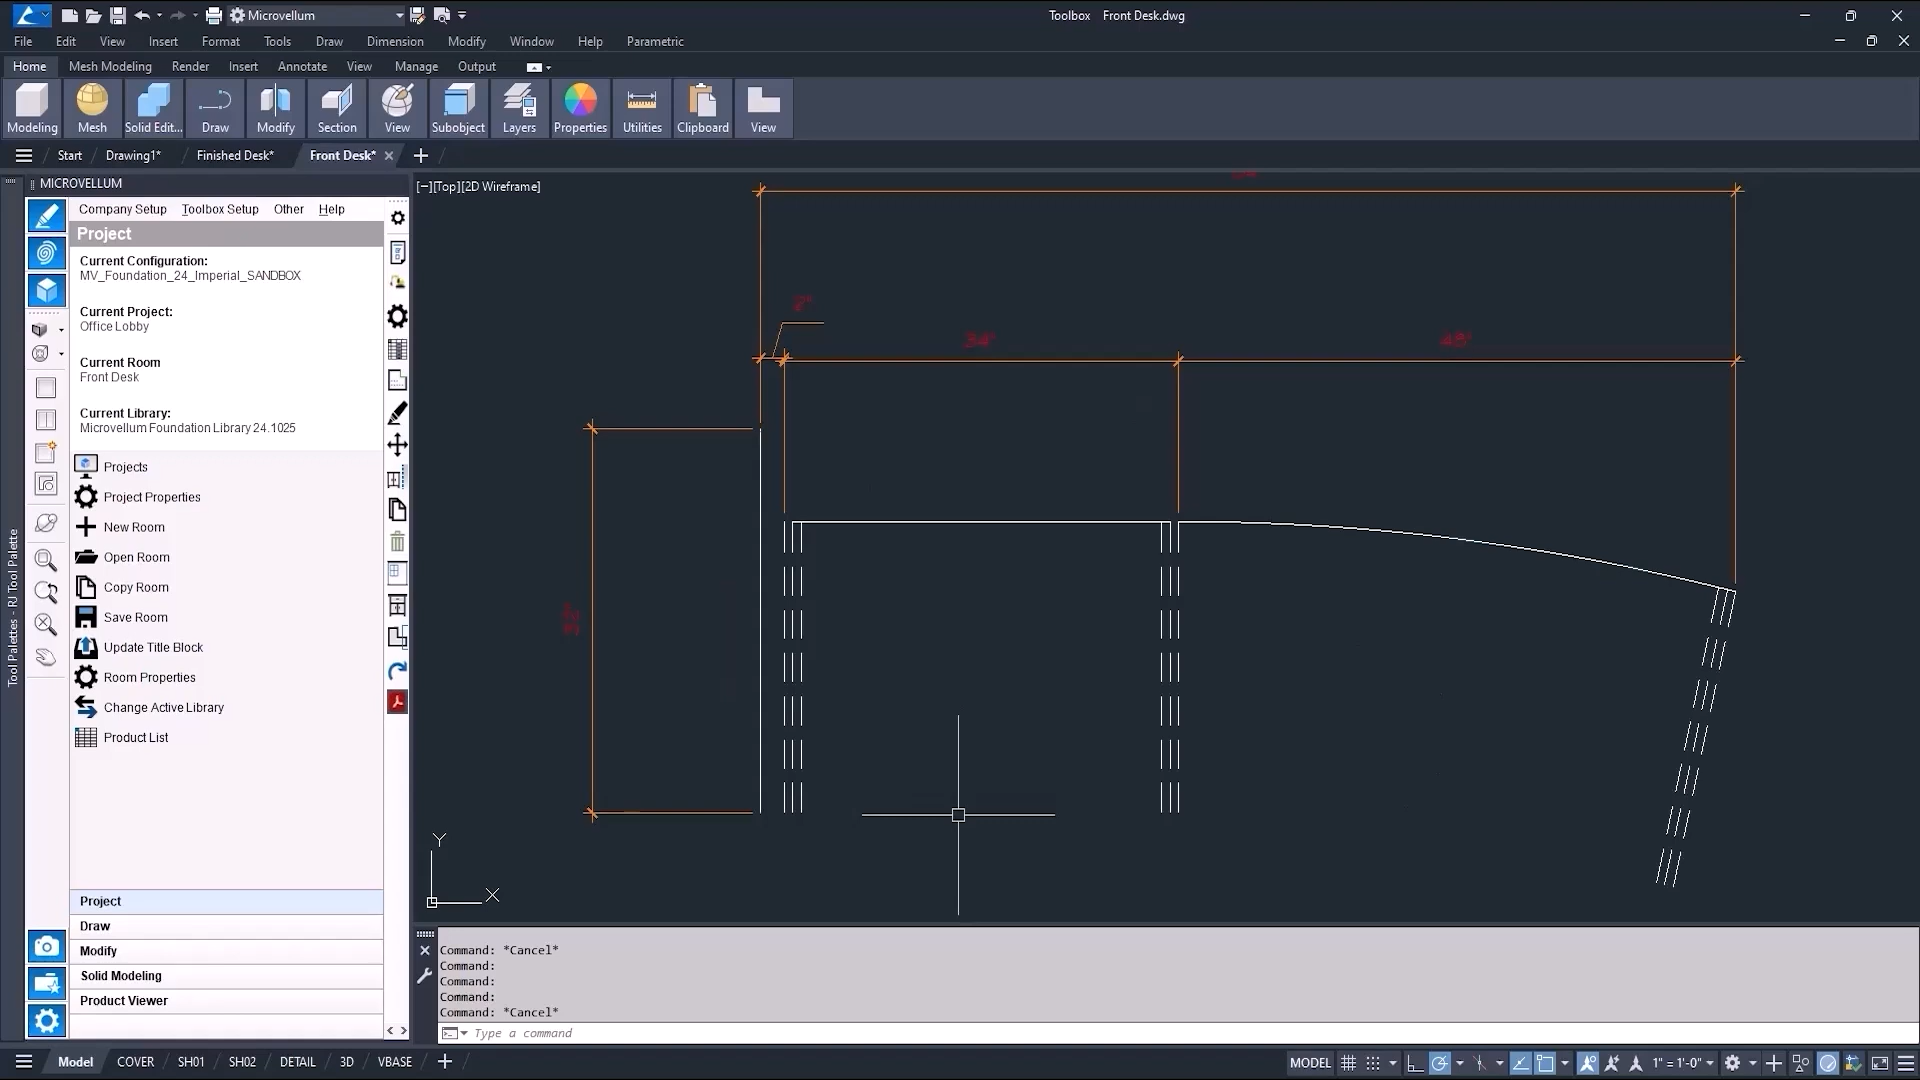 Microvellum
Toolbox Front Desk.dwg
File Edit View Insert Format Tools Draw Dimension Modify Window Help Parametric
Home Mesh Modeling Render Insert Annotate View Manage Output
Modeling Mesh Solid Edit... Draw Modify Section View Subobject Layers Properties Utilities Clipboard View
Start Drawing1* Finished Desk* Front Desk*
MICROVELLUM
[−][Top][2D Wireframe]
Company Setup Toolbox Setup Other Help
Project
Current Configuration:
MV_Foundation_24_Imperial_SANDBOX
Current Project:
Office Lobby
Current Room
Front Desk
Current Library:
Microvellum Foundation Library 24.1025
Projects
Project Properties
New Room
Open Room
Copy Room
Save Room
Update Title Block
Room Properties
Change Active Library
Product List
Tool Palettes - RJ Tool Palette
2"
34"
48"
Y
X
Project
Draw
Modify
Solid Modeling
Product Viewer
Command: *Cancel*
Command:
Command:
Command:
Command: *Cancel*
Type a command
Model COVER SH01 SH02 DETAIL 3D VBASE
MODEL 1" = 1'-0"